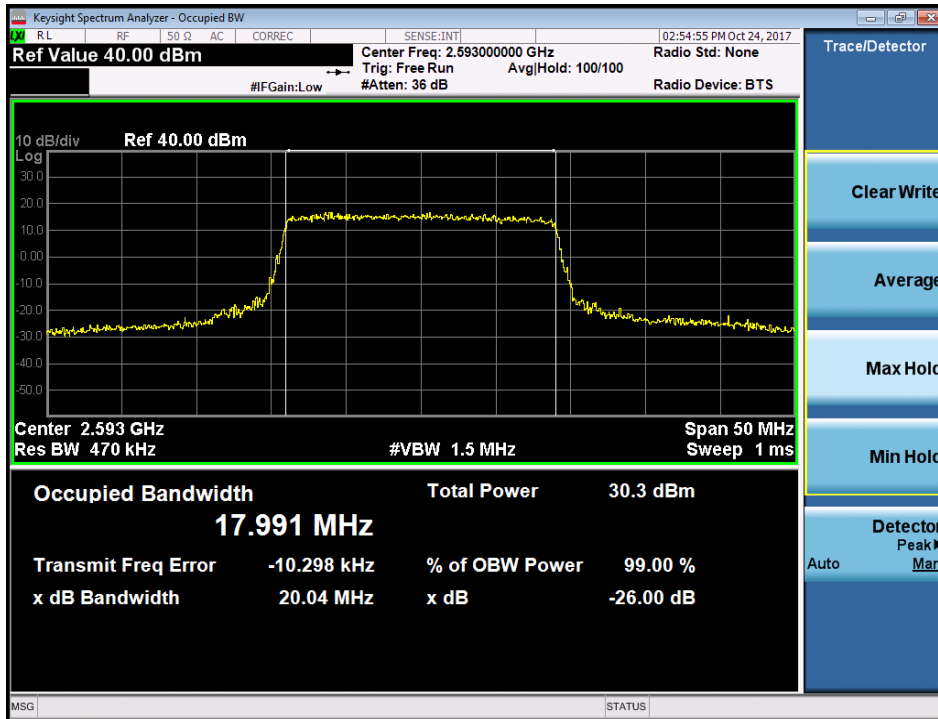 Keysight Spectrum Analyzer - Occupied BW
LXI RL RF 50 Ω AC CORREC SENSE:INT 02:54:55 PM Oct 24, 2017
Ref Value 40.00 dBm Center Freq: 2.593000000 GHz Radio Std: None
Trig: Free Run Avg|Hold: 100/100
#IFGain:Low #Atten: 36 dB Radio Device: BTS
10 dB/div Ref 40.00 dBm
Log
30.0
20.0
10.0
0.00
-10.0
-20.0
-30.0
-40.0
-50.0
Center 2.593 GHz Span 50 MHz
Res BW 470 kHz #VBW 1.5 MHz Sweep 1 ms
Occupied Bandwidth Total Power 30.3 dBm
17.991 MHz
Transmit Freq Error -10.298 kHz % of OBW Power 99.00 %
x dB Bandwidth 20.04 MHz x dB -26.00 dB
MSG STATUS
Trace/Detector
Clear Write
Average
Max Hold
Min Hold
Detector
Peak
Auto Man